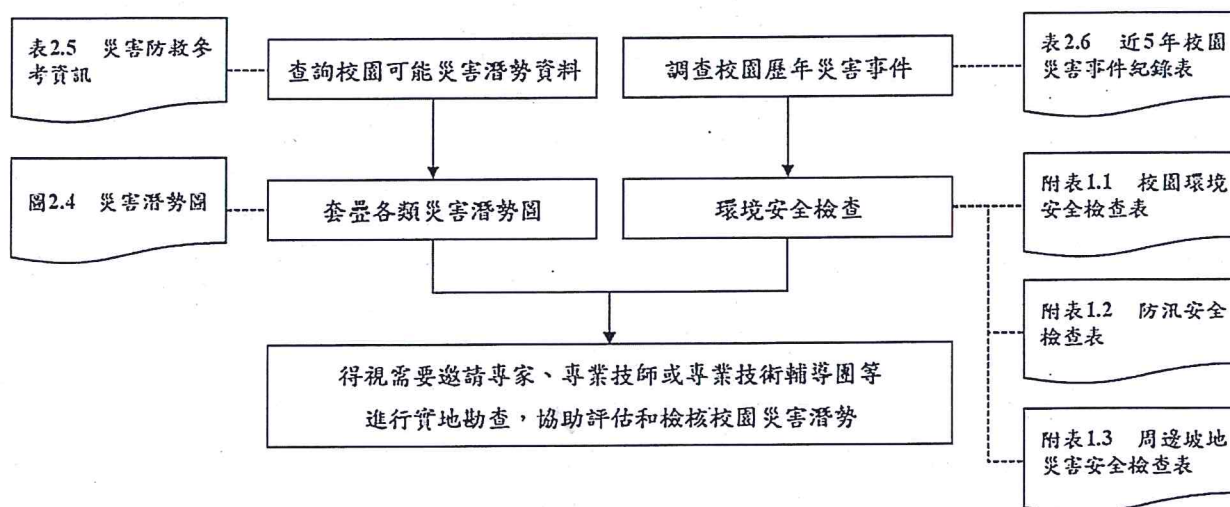 表2.5 災害防救參
考資訊
查詢校園可能災害潛勢資料
調查校園歷年災害事件
表2.6 近5年校園
災害事件紀錄表
圖2.4 災害潛勢圖
套疊各類災害潛勢圖
環境安全檢查
附表1.1 校園環境
安全檢查表
附表1.2 防汛安全
檢查表
得視需要邀請專家、專業技師或專業技術輔導團等
進行實地勘查，協助評估和檢核校園災害潛勢
附表1.3 周邊坡地
災害安全檢查表